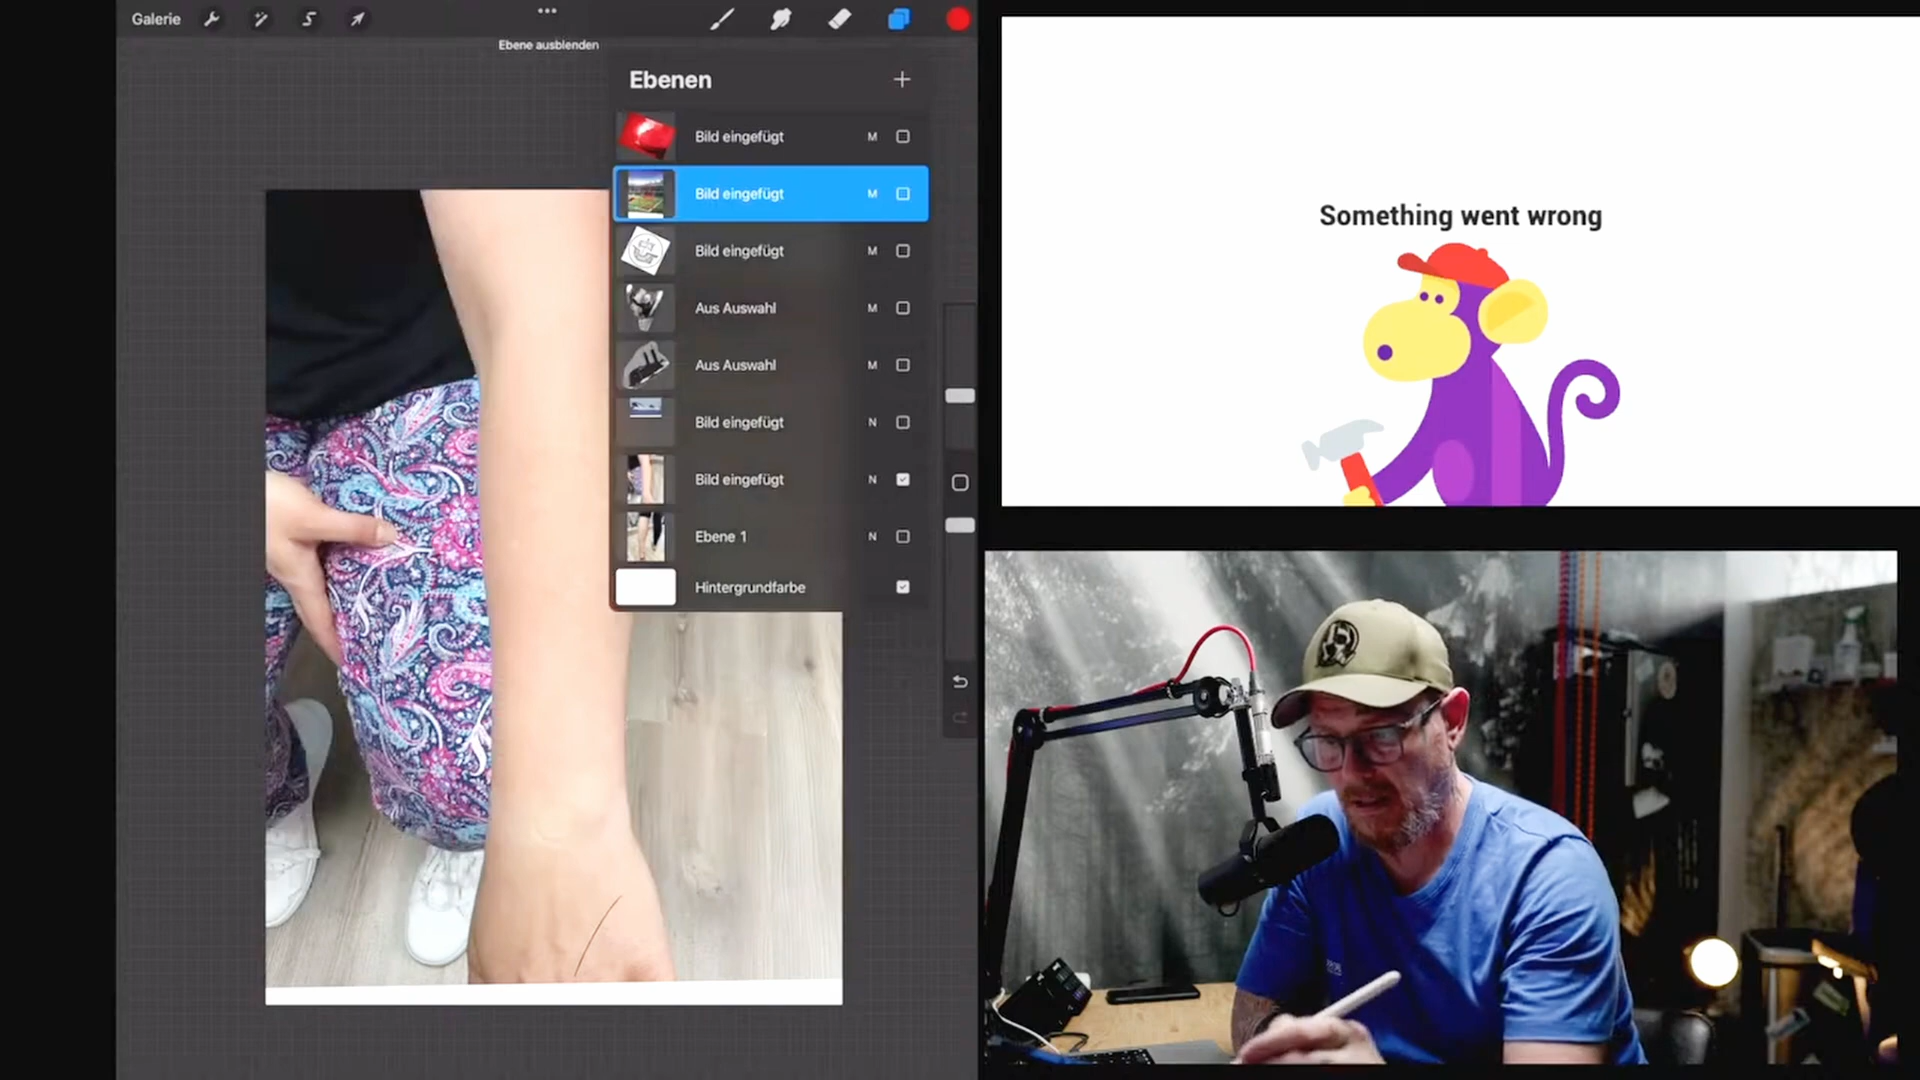 Galerie
Ebene ausblenden
Ebenen
Bild eingefügt M
Bild eingefügt M
Bild eingefügt M
Aus Auswahl M
Aus Auswahl M
Bild eingefügt N
Bild eingefügt N
Ebene 1 N
Hintergrundfarbe
Something went wrong